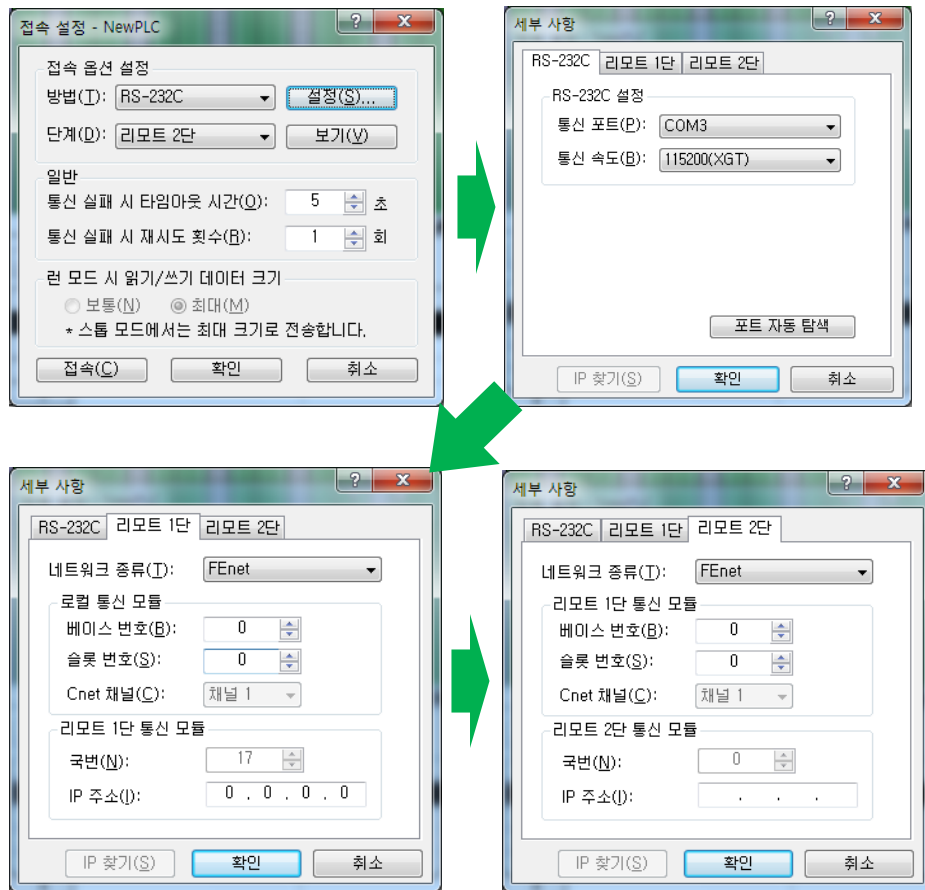 접속 설정 - NewPLC
접속 옵션 설정
방법(T): RS-232C 설정(S)...
단계(D): 리모트 2단 보기(V)
일반
통신 실패 시 타임아웃 시간(O): 5 초
통신 실패 시 재시도 횟수(R): 1 회
런 모드 시 읽기/쓰기 데이터 크기
보통(N) 최대(M)
* 스톱 모드에서는 최대 크기로 전송합니다.
접속(C) 확인 취소
세부 사항
RS-232C 리모트 1단 리모트 2단
RS-232C 설정
통신 포트(P): COM3
통신 속도(B): 115200(XGT)
포트 자동 탐색
IP 찾기(S) 확인 취소
세부 사항
RS-232C 리모트 1단 리모트 2단
네트워크 종류(T): FEnet
로컬 통신 모듈
베이스 번호(B): 0
슬롯 번호(S): 0
Cnet 채널(C): 채널 1
리모트 1단 통신 모듈
국번(N): 17
IP 주소(I): 0 . 0 . 0 . 0
IP 찾기(S) 확인 취소
세부 사항
RS-232C 리모트 1단 리모트 2단
네트워크 종류(T): FEnet
리모트 1단 통신 모듈
베이스 번호(B): 0
슬롯 번호(S): 0
Cnet 채널(C): 채널 1
리모트 2단 통신 모듈
국번(N): 0
IP 주소(I): . . .
IP 찾기(S) 확인 취소